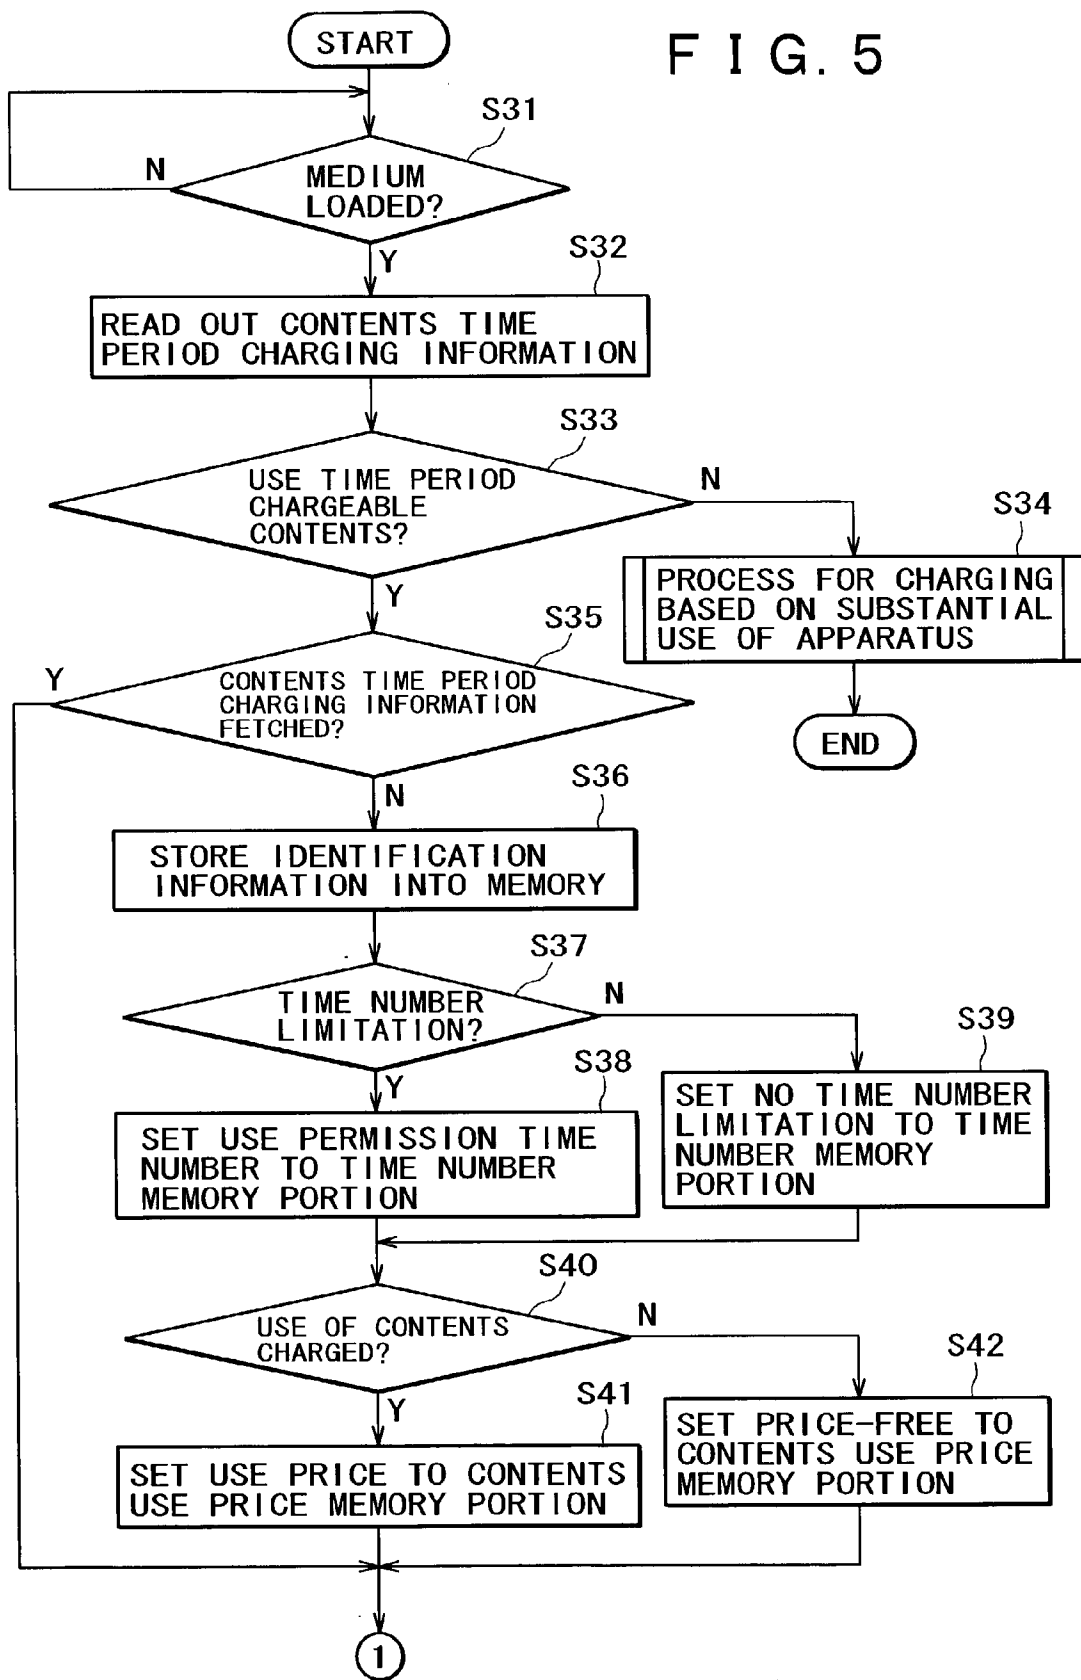 START
FIG. 5
S31
N
MEDIUM
LOADED?
Y
S32
READ OUT CONTENTS TIME
PERIOD CHARGING INFORMATION
S33
USE TIME PERIOD
CHARGEABLE
CONTENTS?
N
Y
S34
PROCESS FOR CHARGING
BASED ON SUBSTANTIAL
USE OF APPARATUS
END
S35
Y
CONTENTS TIME PERIOD
CHARGING INFORMATION
FETCHED?
N
S36
STORE IDENTIFICATION
INFORMATION INTO MEMORY
S37
TIME NUMBER
LIMITATION?
N
Y
S38
SET USE PERMISSION TIME
NUMBER TO TIME NUMBER
MEMORY PORTION
S39
SET NO TIME NUMBER
LIMITATION TO TIME
NUMBER MEMORY
PORTION
S40
USE OF CONTENTS
CHARGED?
N
Y
S41
SET USE PRICE TO CONTENTS
USE PRICE MEMORY PORTION
S42
SET PRICE-FREE TO
CONTENTS USE PRICE
MEMORY PORTION
1